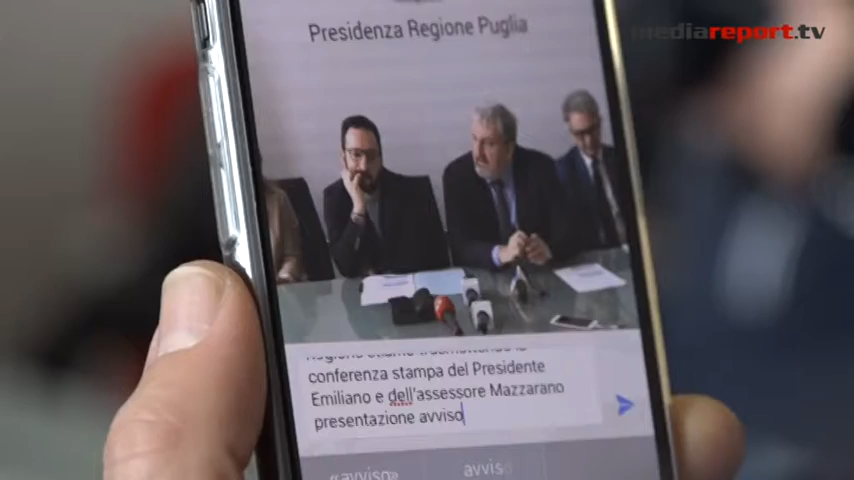 mediareport.tv
Presidenza Regione Puglia
conferenza stampa del Presidente
Emiliano e dell'assessore Mazzarano
presentazione avviso
«avviso»
avviso